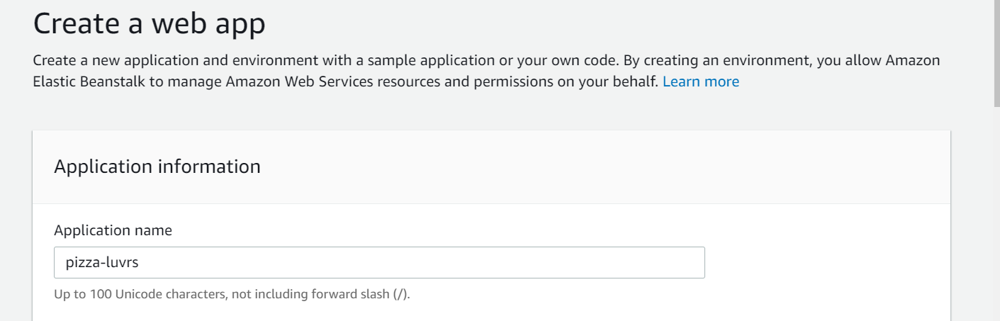 Create a web app
Create a new application and environment with a sample application or your own code. By creating an environment, you allow Amazon
Elastic Beanstalk to manage Amazon Web Services resources and permissions on your behalf. Learn more
Application information
Application name
pizza-luvrs
Up to 100 Unicode characters, not including forward slash (/).